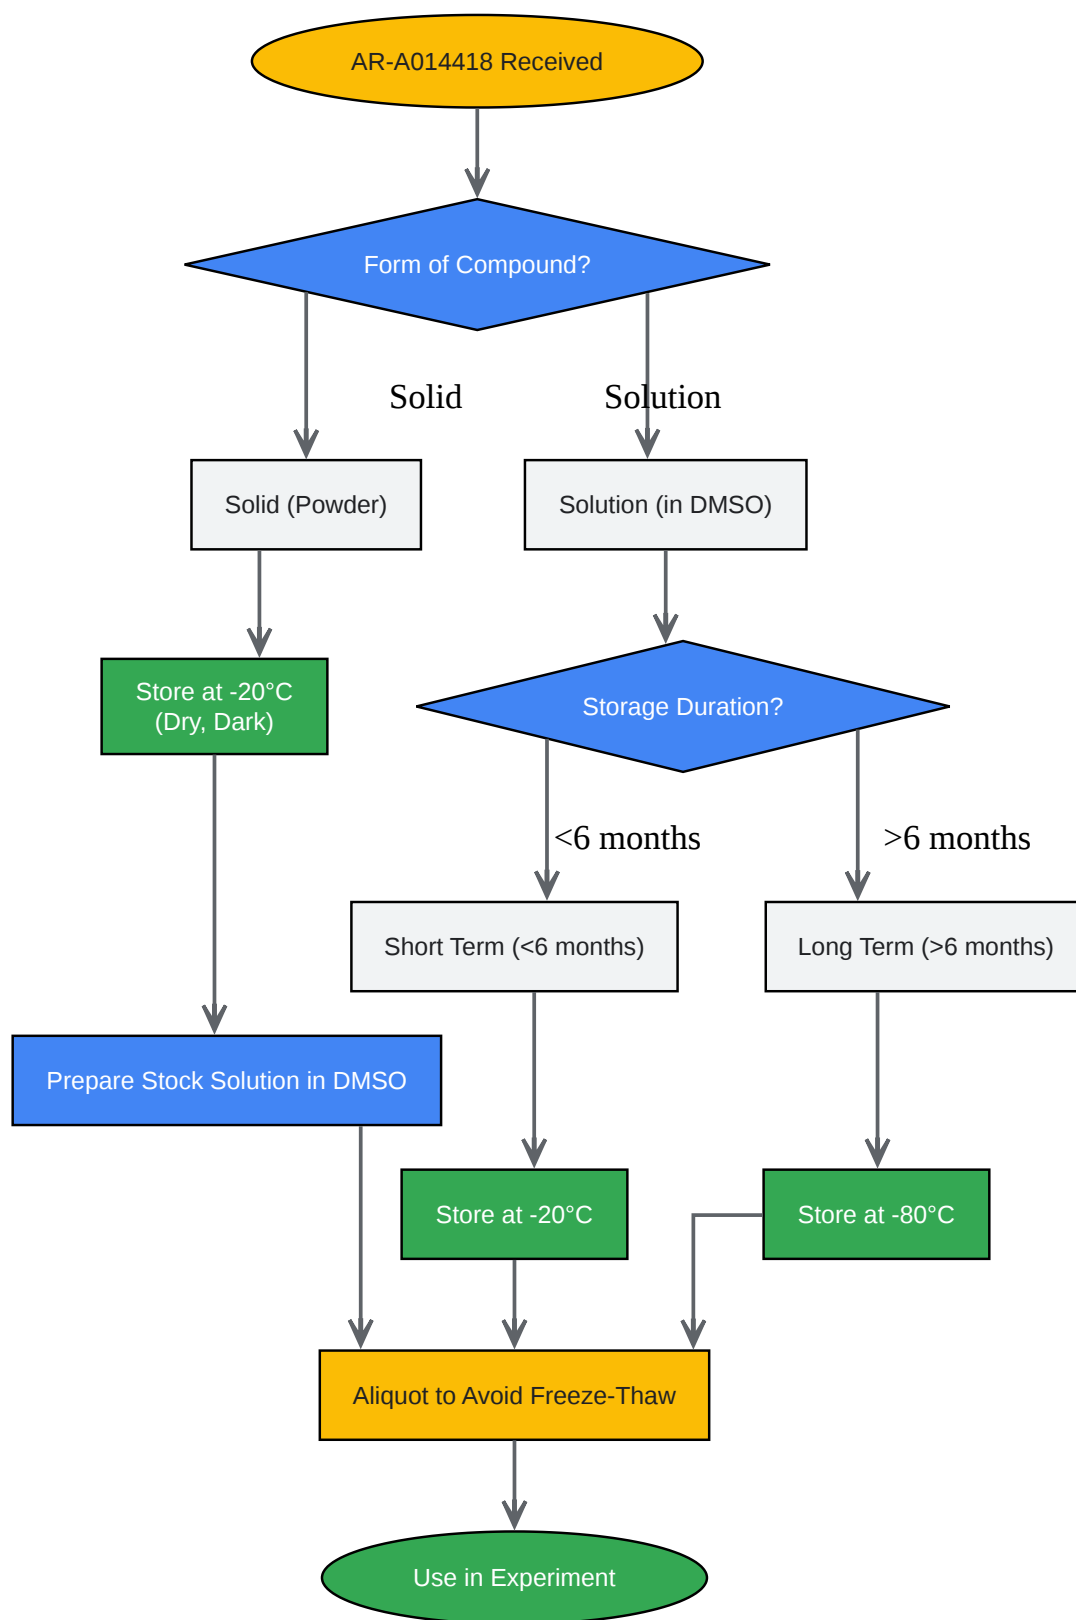 AR-A014418 Received
Form of Compound?
Solid
Solution
Solid (Powder)
Solution (in DMSO)
Store at -20°C
(Dry, Dark)
Storage Duration?
<6 months
>6 months
Short Term (<6 months)
Long Term (>6 months)
Prepare Stock Solution in DMSO
Store at -20°C
Store at -80°C
Aliquot to Avoid Freeze-Thaw
Use in Experiment